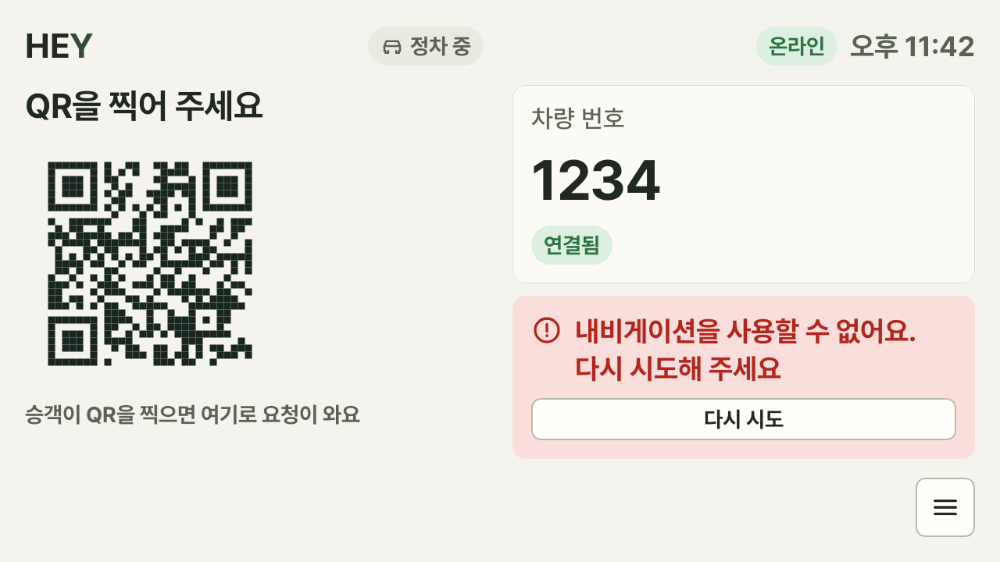 HEY
정차 중
온라인
오후 11:42
QR을 찍어 주세요
승객이 QR을 찍으면 여기로 요청이 와요
차량 번호
1234
연결됨
내비게이션을 사용할 수 없어요.
다시 시도해 주세요
다시 시도